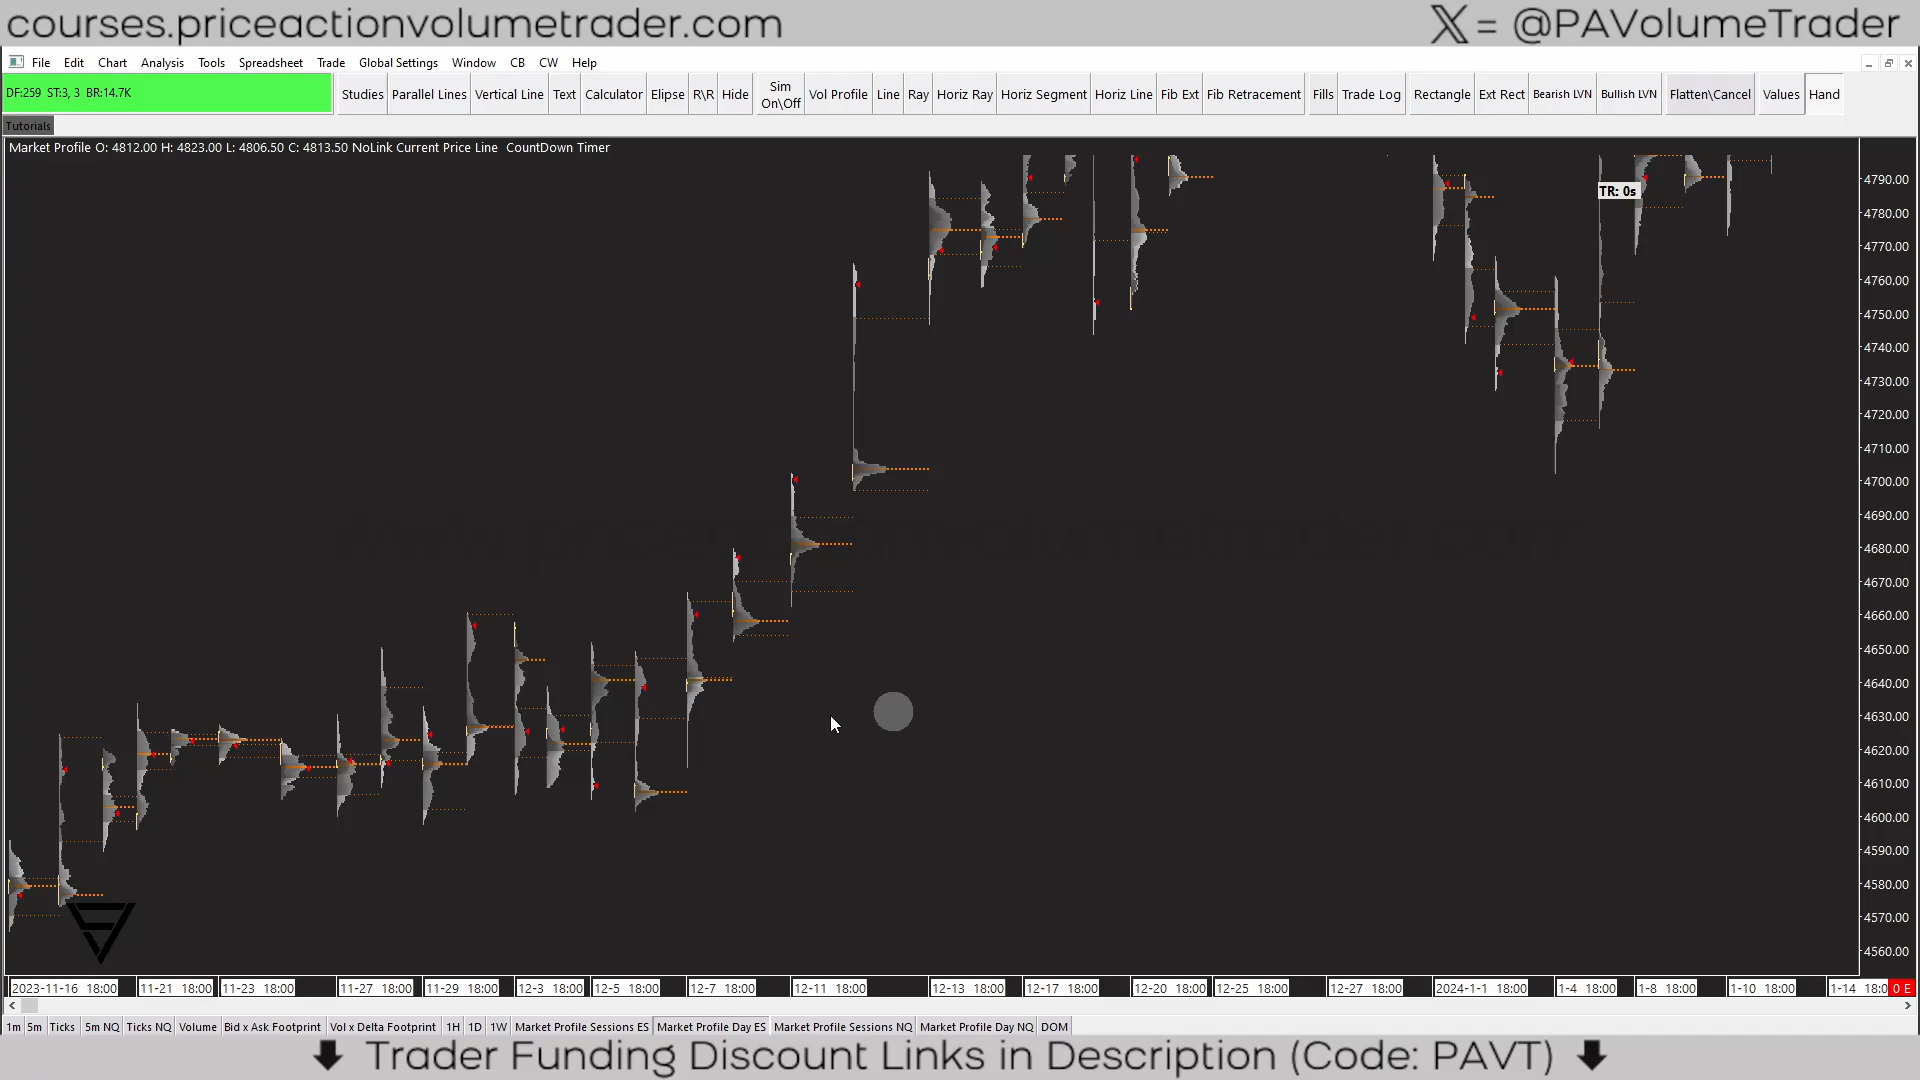 courses.priceactionvolumetrader.com
X = @PAVolumeTrader
File Edit Chart Analysis Tools Spreadsheet Trade Global Settings Window CB CW Help
DF:259 ST:3, 3 BR:14.7K
Studies Parallel Lines Vertical Line Text Calculator Elipse R\R Hide Sim On\Off Vol Profile Line Ray Horiz Ray Horiz Segment Horiz Line Fib Ext Fib Retracement Fills Trade Log Rectangle Ext Rect Bearish LVN Bullish LVN Flatten\Cancel Values Hand
Tutorials
Market Profile O: 4812.00 H: 4823.00 L: 4806.50 C: 4813.50 NoLink Current Price Line CountDown Timer
4790.00
TR: 0s
4780.00
4770.00
4760.00
4750.00
4740.00
4730.00
4720.00
4710.00
4700.00
4690.00
4680.00
4670.00
4660.00
4650.00
4640.00
4630.00
4620.00
4610.00
4600.00
4590.00
4580.00
4570.00
4560.00
2023-11-16 18:00 11-21 18:00 11-23 18:00 11-27 18:00 11-29 18:00 12-3 18:00 12-5 18:00 12-7 18:00 12-11 18:00 12-13 18:00 12-17 18:00 12-20 18:00 12-25 18:00 12-27 18:00 2024-1-1 18:00 1-4 18:00 1-8 18:00 1-10 18:00 1-14 18:0 0 E
1m 5m Ticks 5m NQ Ticks NQ Volume Bid x Ask Footprint Vol x Delta Footprint 1H 1D 1W Market Profile Sessions ES Market Profile Day ES Market Profile Sessions NQ Market Profile Day NQ DOM
Trader Funding Discount Links in Description (Code: PAVT)